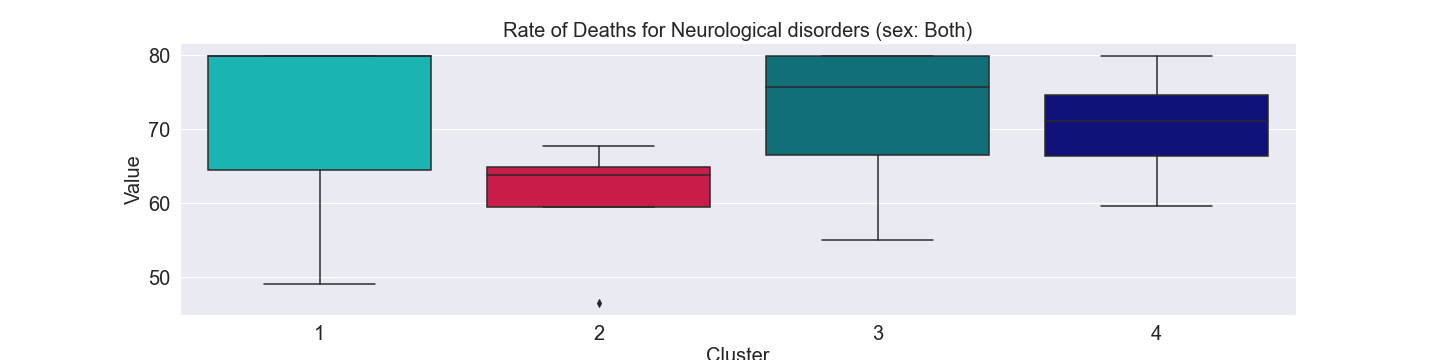 Rate of Deaths for Neurological disorders (sex: Both)
80
70
60
50
Value
1 2 3 4
Cluster